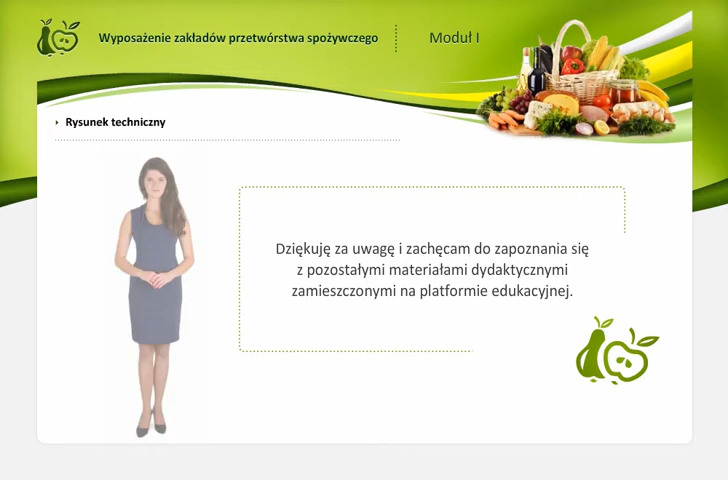 Wyposażenie zakładów przetwórstwa spożywczego
Moduł I
Rysunek techniczny
Dziękuję za uwagę i zachęcam do zapoznania się
z pozostałymi materiałami dydaktycznymi
zamieszczonymi na platformie edukacyjnej.